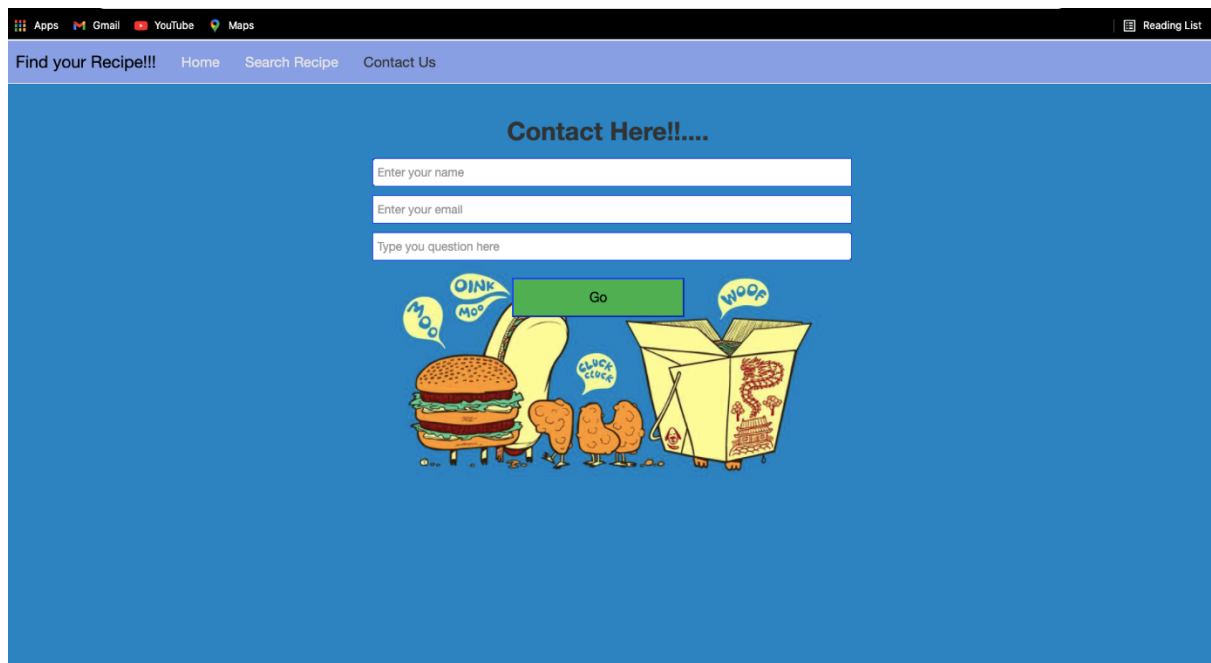 Apps Gmail YouTube Maps Reading List
Find your Recipe!!! Home Search Recipe Contact Us
Contact Here!!....
Enter your name
Enter your email
Type you question here
Go
OINK
MOO
MOO
WOOF
CLUCK
CLUCK